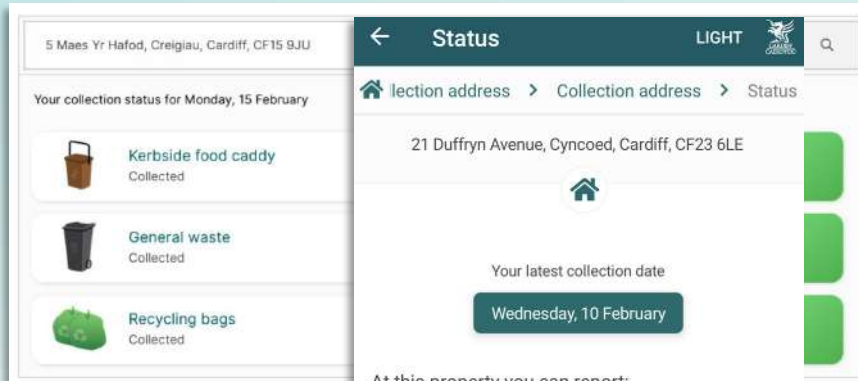 5 Maes Yr Hafod, Creigiau, Cardiff, CF15 9JU
Your collection status for Monday, 15 February
Kerbside food caddy
Collected
General waste
Collected
Recycling bags
Collected
Status
LIGHT
lection address > Collection address > Status
21 Duffryn Avenue, Cyncoed, Cardiff, CF23 6LE
Your latest collection date
Wednesday, 10 February
At this property you can report: